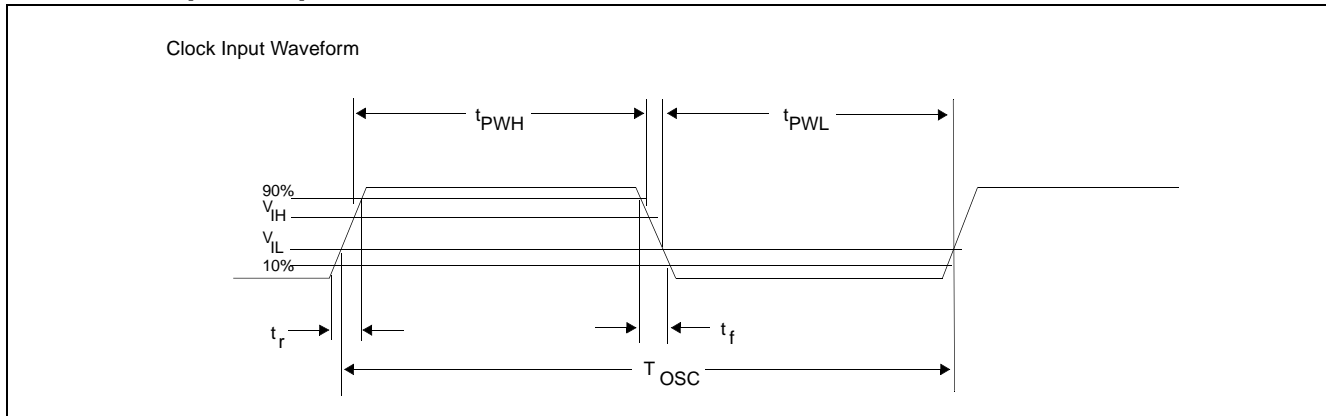 Clock Input Waveform
tPWH
tPWL
90%
VIH
VIL
10%
tr
tf
TOSC